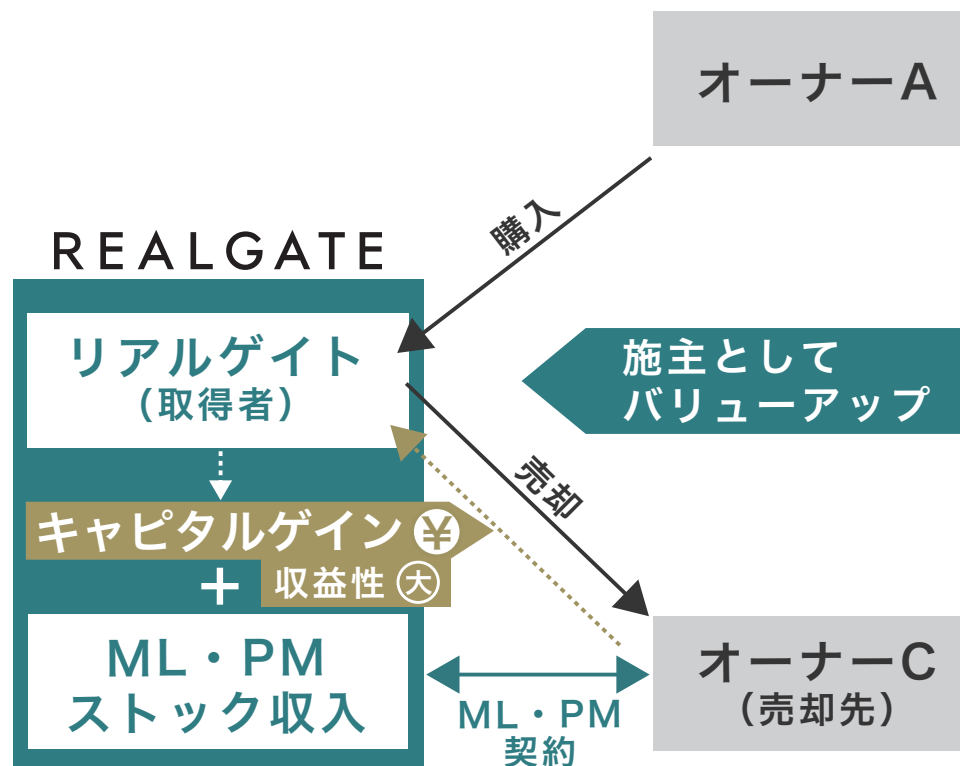 オーナーA
購入
REALGATE
リアルゲイト
（取得者）
施主として
バリューアップ
売却
キャピタルゲイン ¥
+
収益性 大
ML・PM
ストック収入
ML・PM
契約
オーナーC
（売却先）